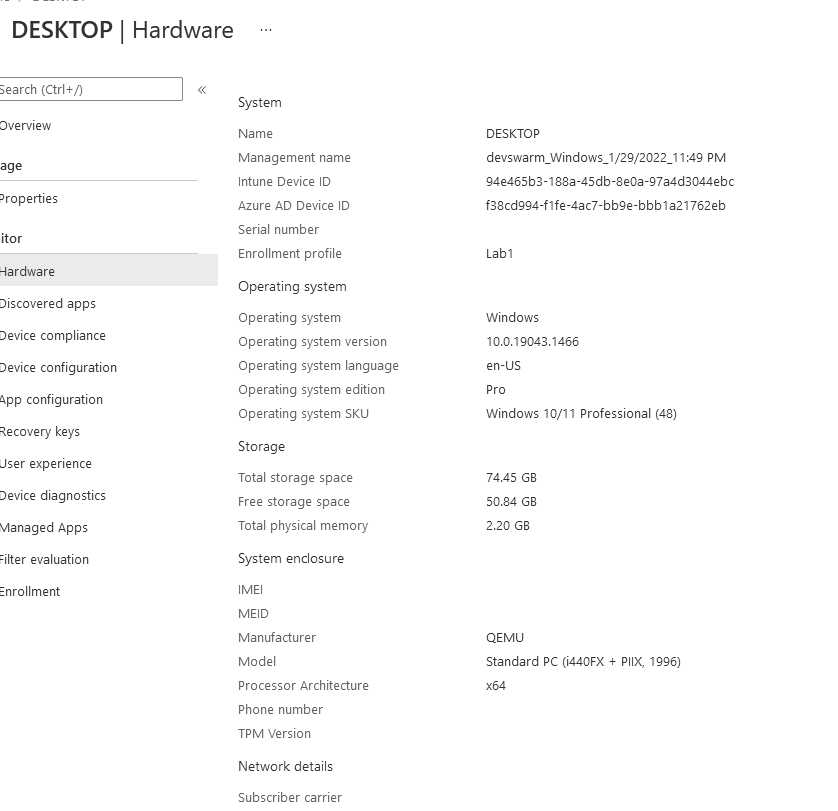 DESKTOP | Hardware ...
Search (Ctrl+/) «
Overview
age
Properties
itor
Hardware
Discovered apps
Device compliance
Device configuration
App configuration
Recovery keys
User experience
Device diagnostics
Managed Apps
Filter evaluation
Enrollment
System
Name DESKTOP
Management name devswarm_Windows_1/29/2022_11:49 PM
Intune Device ID 94e465b3-188a-45db-8e0a-97a4d3044ebc
Azure AD Device ID f38cd994-f1fe-4ac7-bb9e-bbb1a21762eb
Serial number
Enrollment profile Lab1
Operating system
Operating system Windows
Operating system version 10.0.19043.1466
Operating system language en-US
Operating system edition Pro
Operating system SKU Windows 10/11 Professional (48)
Storage
Total storage space 74.45 GB
Free storage space 50.84 GB
Total physical memory 2.20 GB
System enclosure
IMEI
MEID
Manufacturer QEMU
Model Standard PC (i440FX + PIIX, 1996)
Processor Architecture x64
Phone number
TPM Version
Network details
Subscriber carrier